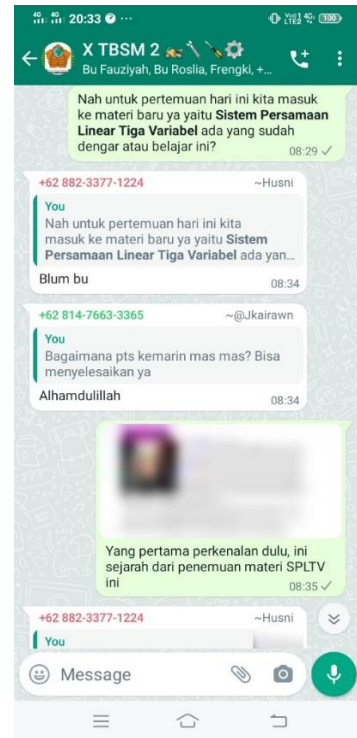 20:33
X TBSM 2
Bu Fauziyah, Bu Roslia, Frengki, +...
Nah untuk pertemuan hari ini kita masuk
ke materi baru ya yaitu Sistem Persamaan
Linear Tiga Variabel ada yang sudah
dengar atau belajar ini?
08:29
+62 882-3377-1224 ~Husni
You
Nah untuk pertemuan hari ini kita
masuk ke materi baru ya yaitu Sistem
Persamaan Linear Tiga Variabel ada yan...
Blum bu
08:34
+62 814-7663-3365 ~@Jkairawn
You
Bagaimana pts kemarin mas mas? Bisa
menyelesaikan ya
Alhamdulillah
08:34
Yang pertama perkenalan dulu, ini
sejarah dari penemuan materi SPLTV
ini
08:35
+62 882-3377-1224 ~Husni
You
Message